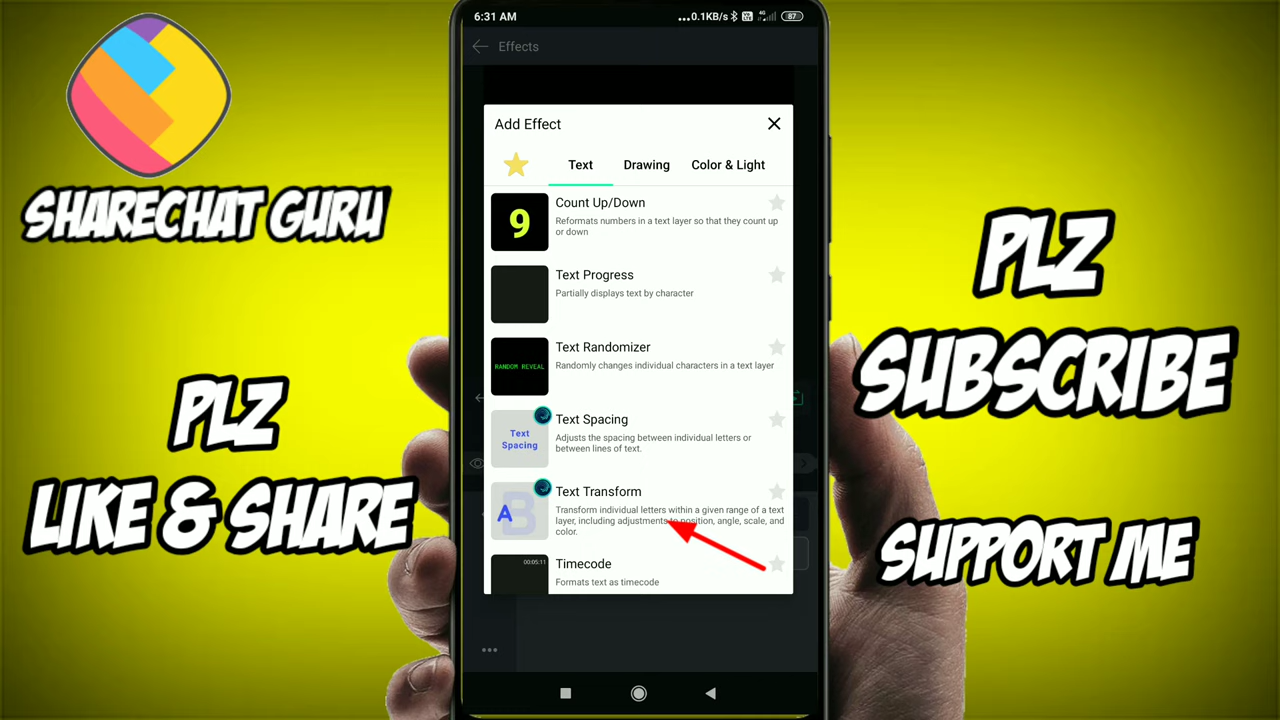 6:31 AM
...0.1KB/s
4G
87
Effects
Add Effect
Text
Drawing
Color & Light
9
Count Up/Down
Reformats numbers in a text layer so that they count up
or down
Text Progress
Partially displays text by character
RANDOM REVEAL
Text Randomizer
Randomly changes individual characters in a text layer
Text
Spacing
Text Spacing
Adjusts the spacing between individual letters or
between lines of text.
A B
Text Transform
Transform individual letters within a given range of a text
layer, including adjustments to position, angle, scale, and
color.
00:05:11
Timecode
Formats text as timecode
SHARECHAT GURU
PLZ
LIKE & SHARE
PLZ
SUBSCRIBE
SUPPORT ME